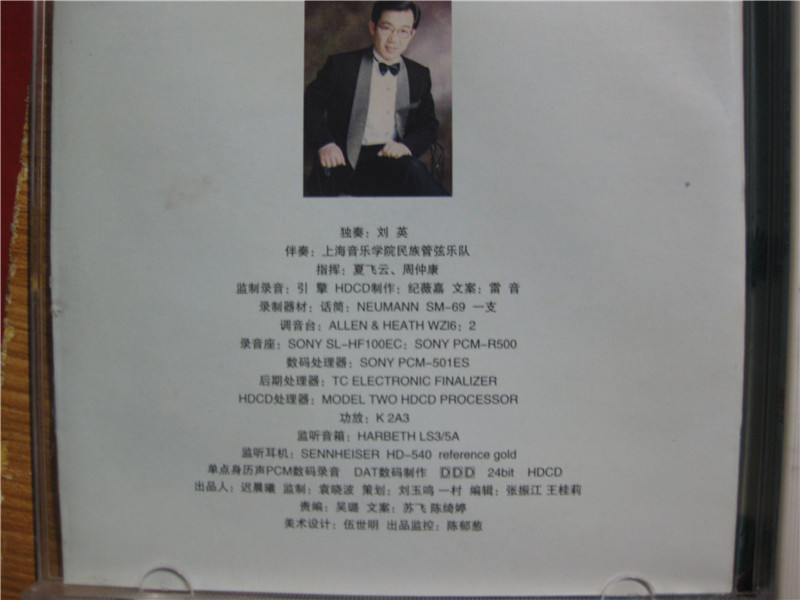 独奏：刘 英
伴奏：上海音乐学院民族管弦乐队
指挥：夏飞云、周仲康
监制录音：引 擎 HDCD制作：纪薇嘉 文案：雷 音
录制器材：话筒：NEUMANN SM-69 一支
调音台：ALLEN & HEATH WZI6：2
录音座：SONY SL-HF100EC；SONY PCM-R500
数码处理器：SONY PCM-501ES
后期处理器：TC ELECTRONIC FINALIZER
HDCD处理器：MODEL TWO HDCD PROCESSOR
功放：K 2A3
监听音箱：HARBETH LS3/5A
监听耳机：SENNHEISER HD-540 reference gold
单点身历声PCM数码录音 DAT数码制作 DDD 24bit HDCD
出品人：迟晨曦 监制：袁晓波 策划：刘玉鸣 一村 编辑：张振江 王桂莉
责编：吴璐 文案：苏飞 陈绮婷
美术设计：伍世明 出品监控：陈郁葱